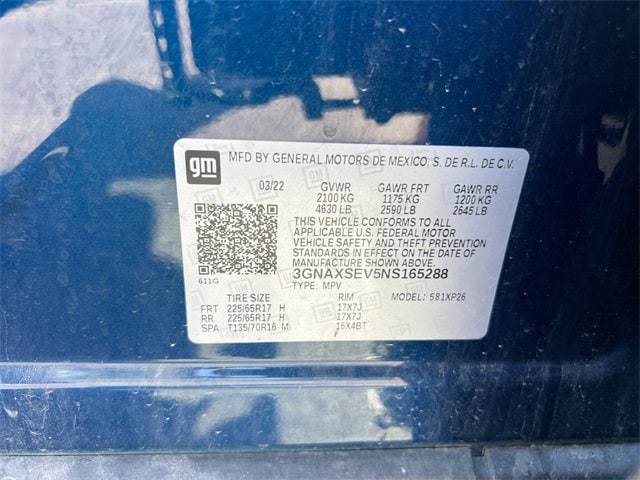 gm MFD BY GENERAL MOTORS DE MEXICO, S. DE R.L. DE C.V.
03/22 GVWR GAWR FRT GAWR RR
2100 KG 1175 KG 1200 KG
4630 LB 2590 LB 2645 LB
THIS VEHICLE CONFORMS TO ALL
APPLICABLE U.S. FEDERAL MOTOR
VEHICLE SAFETY AND THEFT PREVENTION
STANDARDS IN EFFECT ON THE DATE OF
MANUFACTURE SHOWN ABOVE.
611G 3GNAXSEV5NS165288
TYPE: MPV
TIRE SIZE RIM MODEL: 581XP26
FRT 225/65R17 H 17X7J
RR 225/65R17 H 17X7J
SPA T135/70R16 M 16X4BT